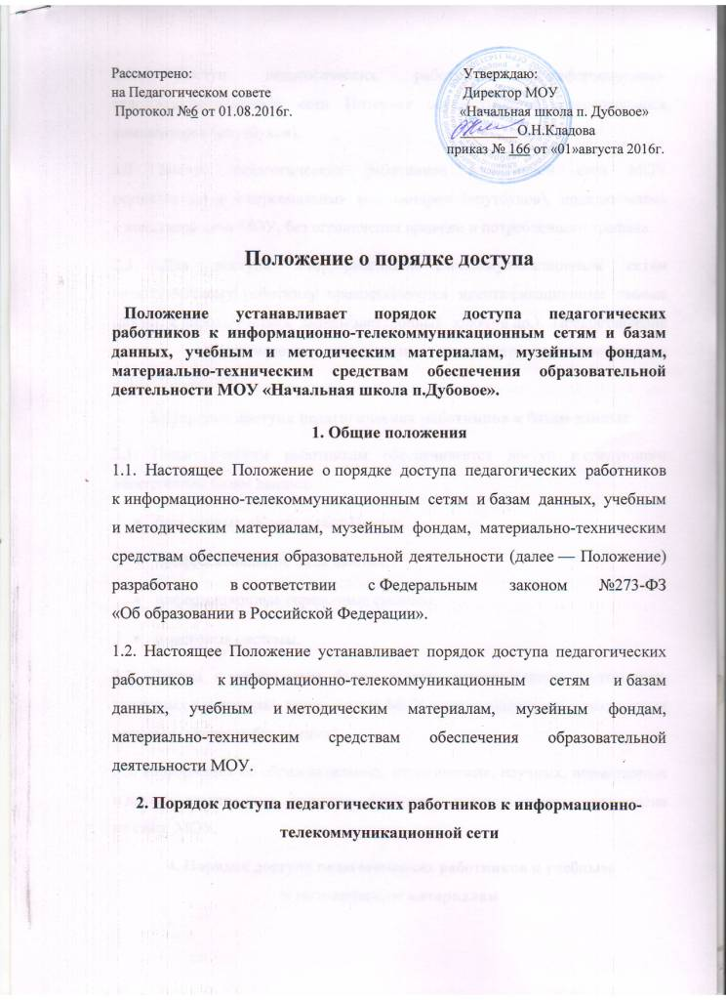 Рассмотрено:
на Педагогическом совете
Протокол №6 от 01.08.2016г.
Утверждаю:
Директор МОУ
«Начальная школа п. Дубовое»
О.Н.Кладова
приказ № 166 от «01»августа 2016г.
Положение о порядке доступа
Положение устанавливает порядок доступа педагогических
работников к информационно-телекоммуникационным сетям и базам
данных, учебным и методическим материалам, музейным фондам,
материально-техническим средствам обеспечения образовательной
деятельности МОУ «Начальная школа п.Дубовое».
1. Общие положения
1.1. Настоящее Положение о порядке доступа педагогических работников
к информационно-телекоммуникационным сетям и базам данных, учебным
и методическим материалам, музейным фондам, материально-техническим
средствам обеспечения образовательной деятельности (далее — Положение)
разработано в соответствии с Федеральным законом №273-ФЗ
«Об образовании в Российской Федерации».
1.2. Настоящее Положение устанавливает порядок доступа педагогических
работников к информационно-телекоммуникационным сетям и базам
данных, учебным и методическим материалам, музейным фондам,
материально-техническим средствам обеспечения образовательной
деятельности МОУ.
2. Порядок доступа педагогических работников к информационно-
телекоммуникационной сети